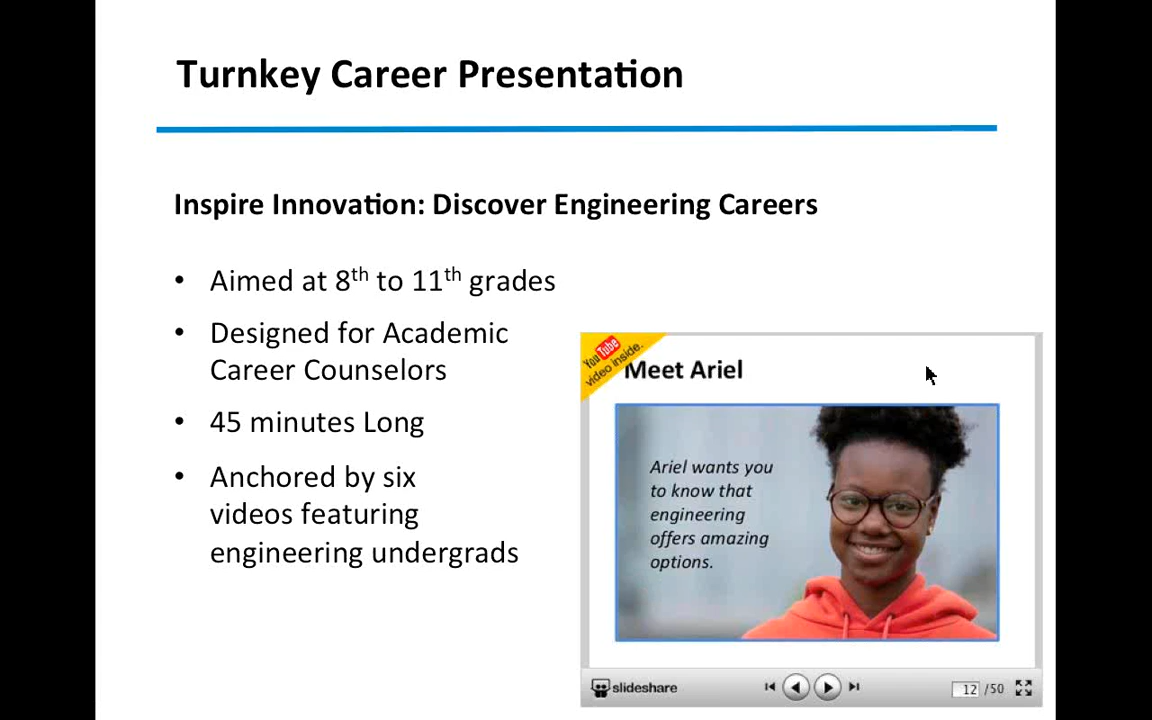 Turnkey Career Presentation
Inspire Innovation: Discover Engineering Careers
• Aimed at 8th to 11th grades
• Designed for Academic
Career Counselors
• 45 minutes Long
• Anchored by six
videos featuring
engineering undergrads
YouTube
video inside.
Meet Ariel
Ariel wants you
to know that
engineering
offers amazing
options.
slideshare
12 /50